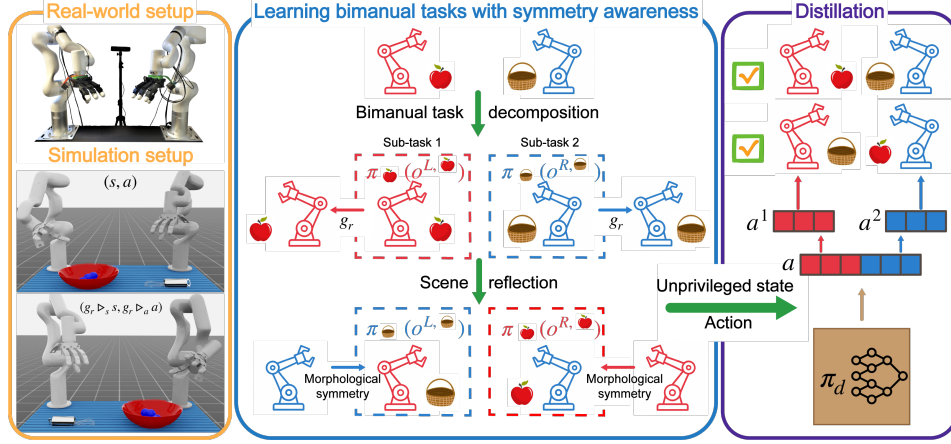 Real-world setup
Simulation setup
(s, a)
(g_r ▷_s s, g_r ▷_a a)
Learning bimanual tasks with symmetry awareness
Bimanual task decomposition
Sub-task 1
Sub-task 2
π (o^{L, })
π (o^{R, })
g_r
g_r
Scene reflection
π (o^{L, })
π (o^{R, })
Morphological
symmetry
Morphological
symmetry
Distillation
a^1
a^2
a
Unprivileged state
Action
π_d